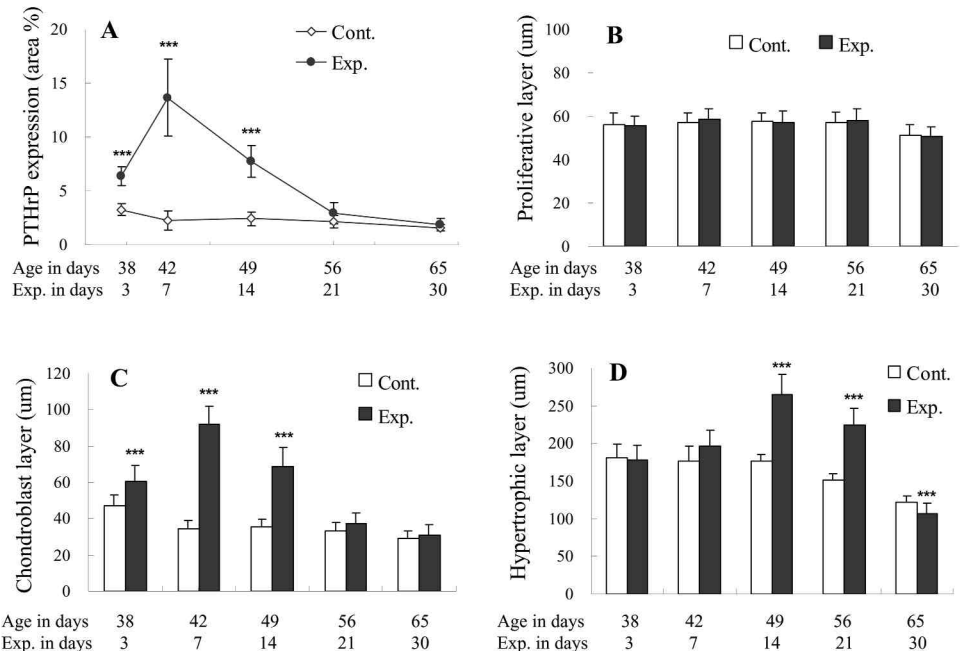 A
PTHrP expression (area %)
20
15
10
5
0
Cont.
Exp.
***
***
***
Age in days 38 42 49 56 65
Exp. in days 3 7 14 21 30
B
Proliferative layer (um)
100
80
60
40
20
0
Cont. Exp.
Age in days 38 42 49 56 65
Exp. in days 3 7 14 21 30
C
Chondroblast layer (um)
120
100
80
60
40
20
0
Cont.
Exp.
***
***
***
Age in days 38 42 49 56 65
Exp. in days 3 7 14 21 30
D
Hypertrophic layer (um)
300
250
200
150
100
50
0
Cont.
Exp.
***
***
***
Age in days 38 42 49 56 65
Exp. in days 3 7 14 21 30